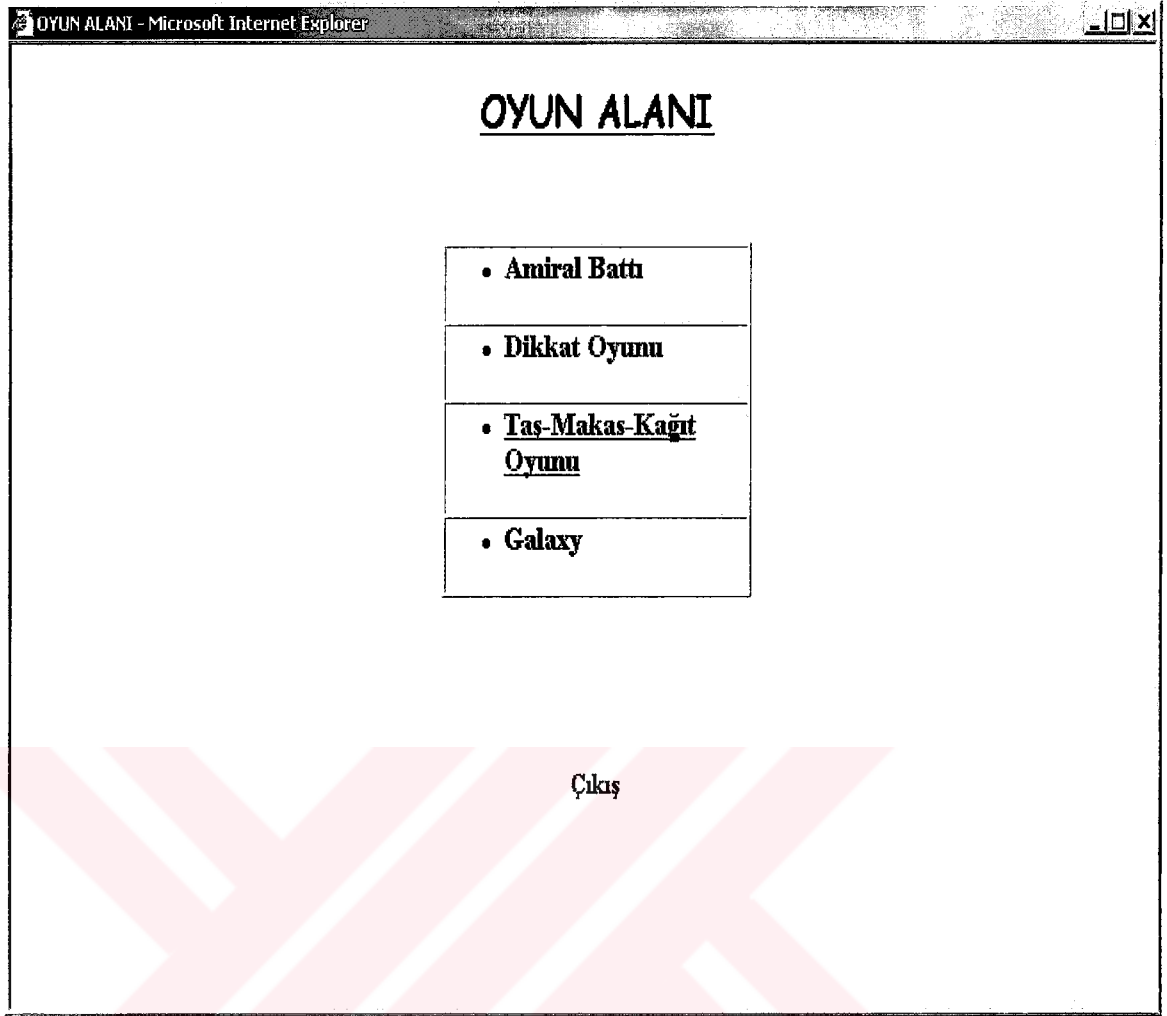 OYUN ALANI - Microsoft Internet Explorer
OYUN ALANI
• Amiral Battı
• Dikkat Oyunu
• Taş-Makas-Kağıt
Oyunu
• Galaxy
Çıkış